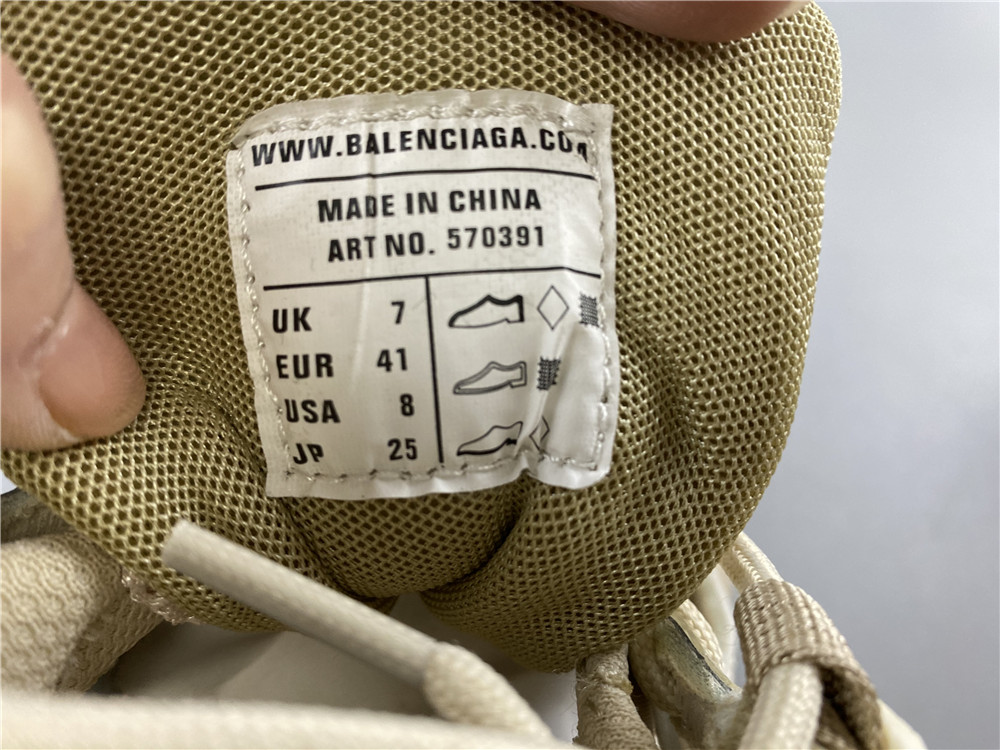 WWW.BALENCIAGA.COM
MADE IN CHINA
ART NO. 570391
UK 7
EUR 41
USA 8
JP 25